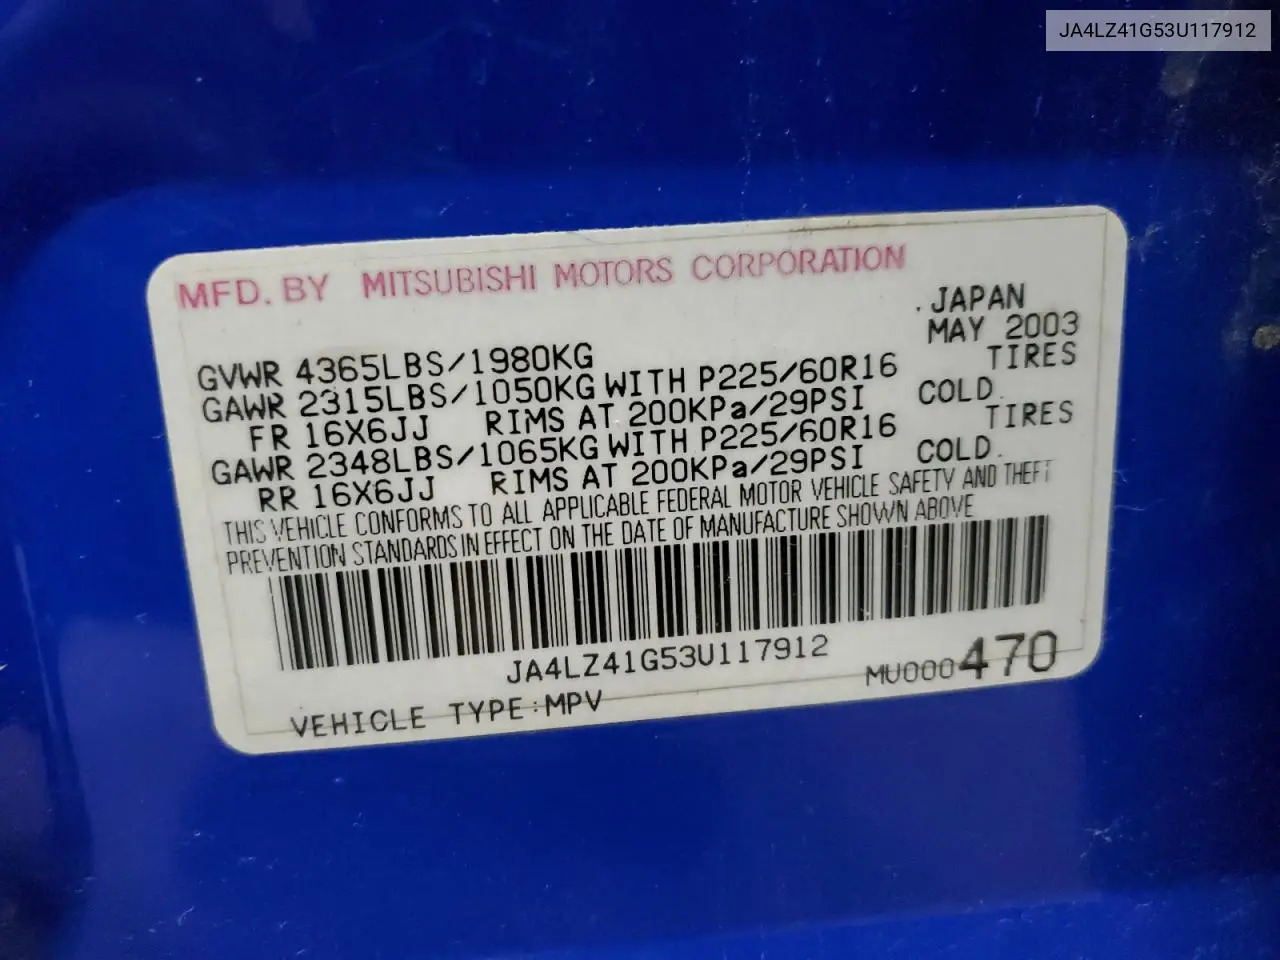 JA4LZ41G53U117912
MFD. BY MITSUBISHI MOTORS CORPORATION
. JAPAN
MAY 2003
GVWR 4365LBS/1980KG
GAWR 2315LBS/1050KG WITH P225/60R16 TIRES
FR 16X6JJ RIMS AT 200KPa/29PSI COLD.
GAWR 2348LBS/1065KG WITH P225/60R16 TIRES
RR 16X6JJ RIMS AT 200KPa/29PSI COLD.
THIS VEHICLE CONFORMS TO ALL APPLICABLE FEDERAL MOTOR VEHICLE SAFETY AND THEFT
PREVENTION STANDARDS IN EFFECT ON THE DATE OF MANUFACTURE SHOWN ABOVE
JA4LZ41G53U117912
MU000470
VEHICLE TYPE:MPV